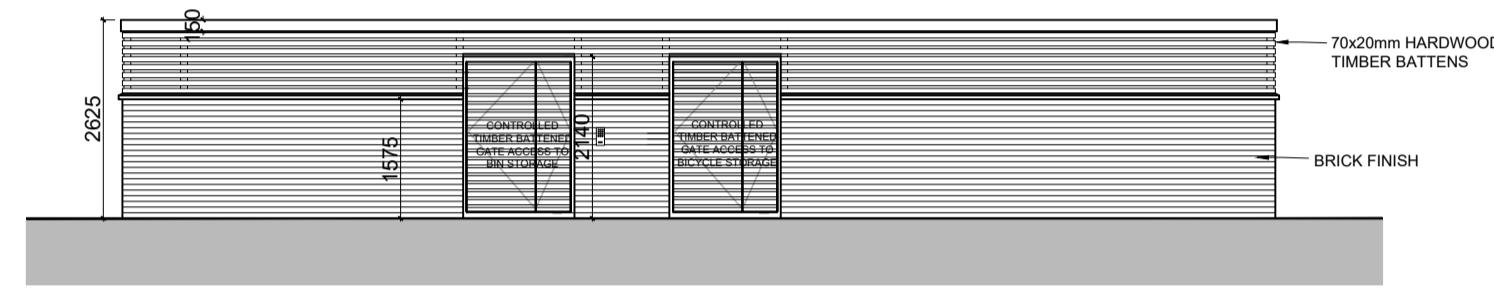 150
70x20mm HARDWOOD
TIMBER BATTENS
2625
1575
CONTROLLED
TIMBER BATTENED
GATE ACCESS TO
BIN STORAGE
2140
CONTROLLED
TIMBER BATTENED
GATE ACCESS TO
BICYCLE STORAGE
BRICK FINISH